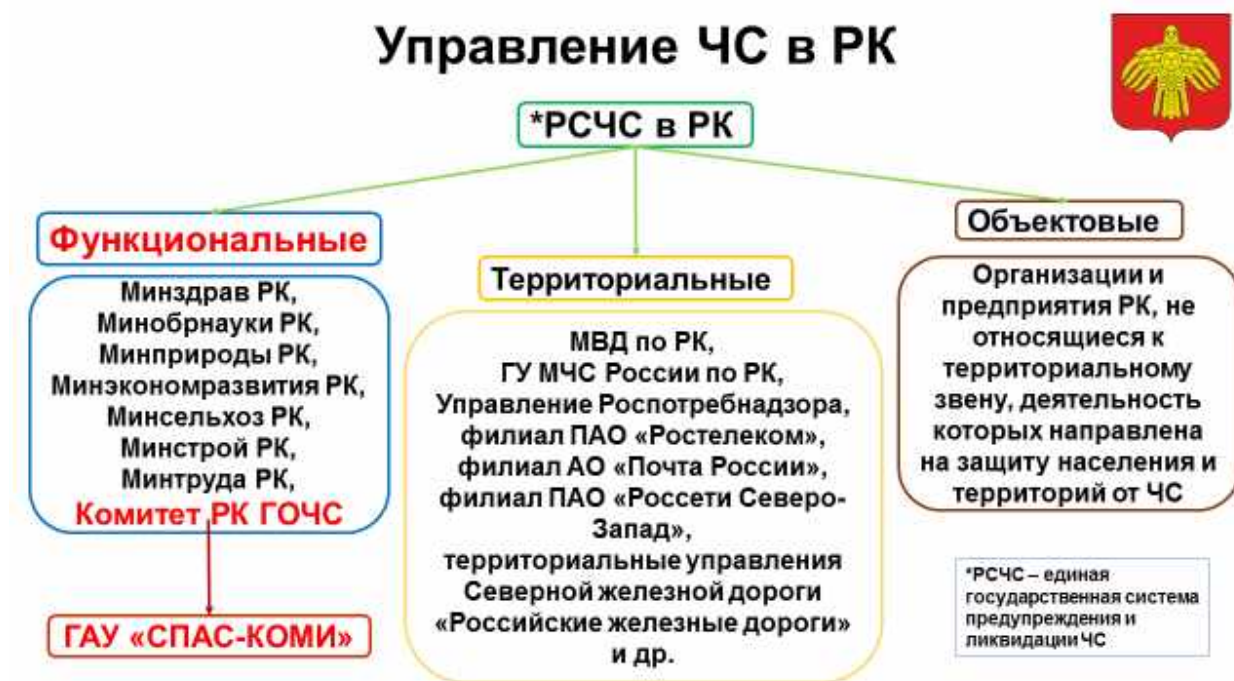 Управление ЧС в РК
*РСЧС в РК
Функциональные
Минздрав РК,
Минобрнауки РК,
Минприроды РК,
Минэкономразвития РК,
Минсельхоз РК,
Минстрой РК,
Минтруда РК,
Комитет РК ГОЧС
ГАУ «СПАС-КОМИ»
Территориальные
МВД по РК,
ГУ МЧС России по РК,
Управление Роспотребнадзора,
филиал ПАО «Ростелеком»,
филиал АО «Почта России»,
филиал ПАО «Россети Северо-
Запад»,
территориальные управления
Северной железной дороги
«Российские железные дороги»
и др.
Объектовые
Организации и
предприятия РК, не
относящиеся к
территориальному
звену, деятельность
которых направлена
на защиту населения и
территорий от ЧС
*РСЧС – единая
государственная система
предупреждения и
ликвидации ЧС